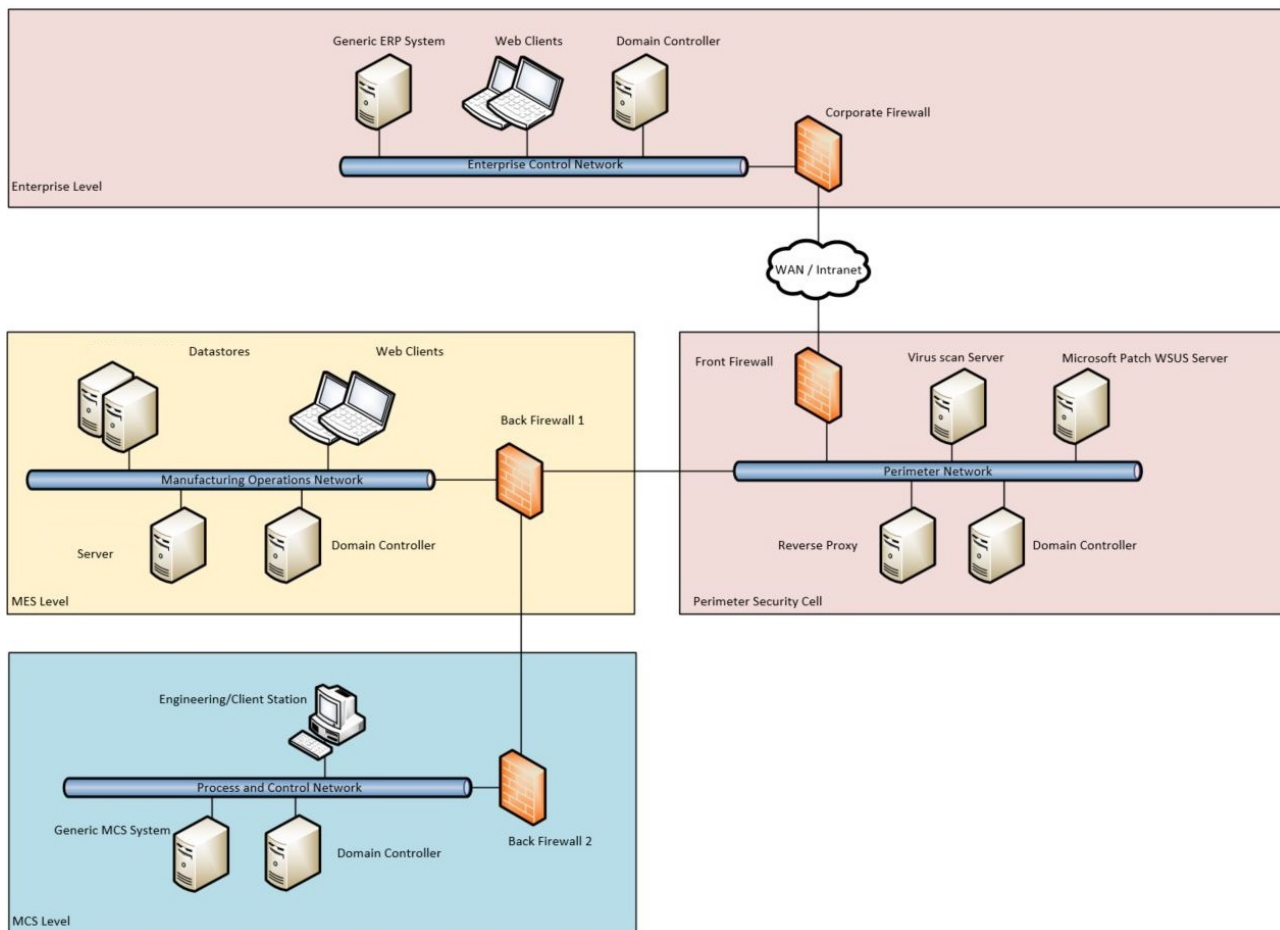 Generic ERP System
Web Clients
Domain Controller
Corporate Firewall
Enterprise Control Network
Enterprise Level
WAN / Intranet
Datastores
Web Clients
Back Firewall 1
Manufacturing Operations Network
Server
Domain Controller
MES Level
Front Firewall
Virus scan Server
Microsoft Patch WSUS Server
Perimeter Network
Reverse Proxy
Domain Controller
Perimeter Security Cell
Engineering/Client Station
Process and Control Network
Generic MCS System
Domain Controller
Back Firewall 2
MCS Level